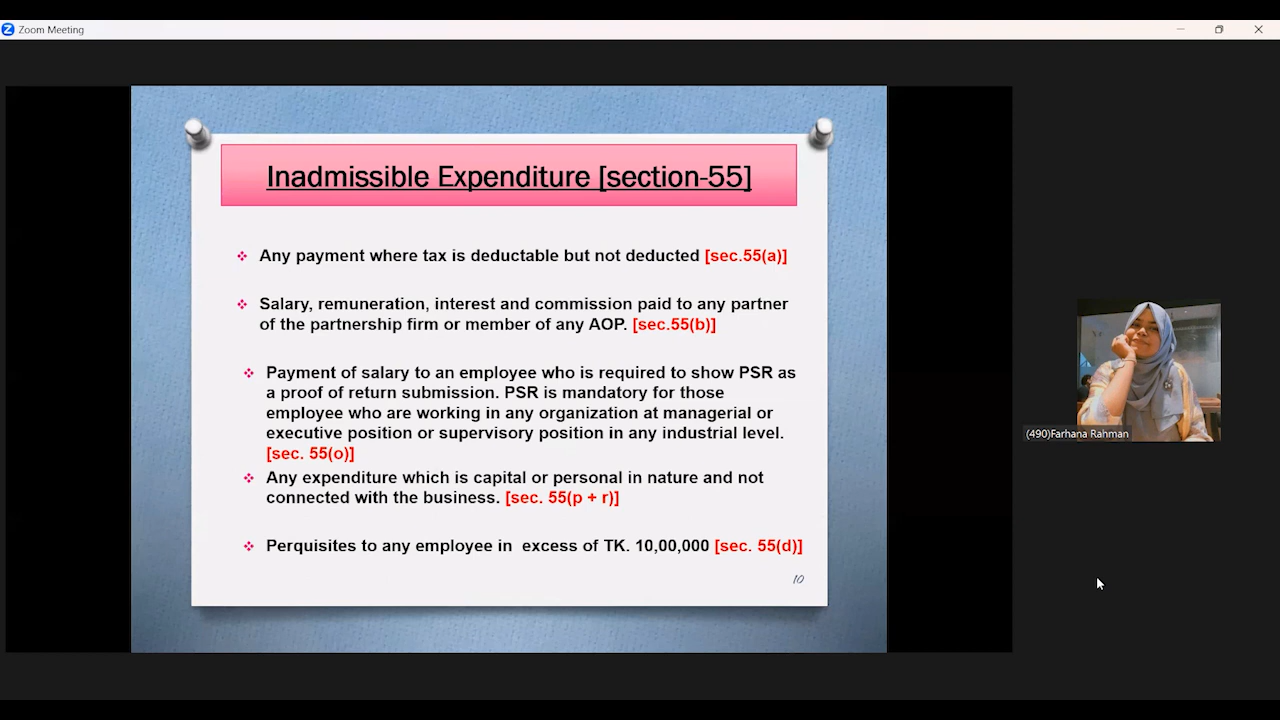 Zoom Meeting
Inadmissible Expenditure [section-55]
❖ Any payment where tax is deductable but not deducted [sec.55(a)]
❖ Salary, remuneration, interest and commission paid to any partner
of the partnership firm or member of any AOP. [sec.55(b)]
❖ Payment of salary to an employee who is required to show PSR as
a proof of return submission. PSR is mandatory for those
employee who are working in any organization at managerial or
executive position or supervisory position in any industrial level.
[sec. 55(o)]
❖ Any expenditure which is capital or personal in nature and not
connected with the business. [sec. 55(p + r)]
❖ Perquisites to any employee in  excess of TK. 10,00,000 [sec. 55(d)]
10
(490)Farhana Rahman